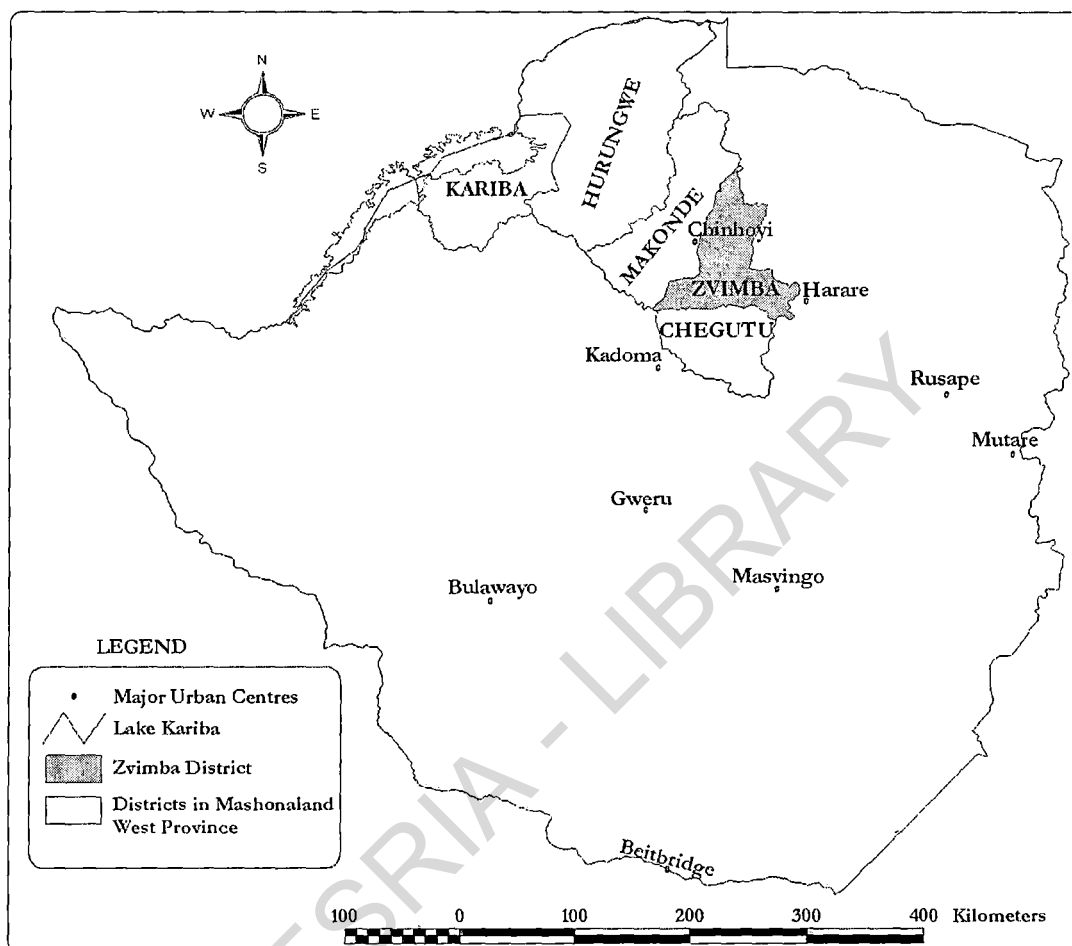 N
W E
S
HURUNGWE
KARIBA
MAKONDE
Chinhoyi
ZVIMBA
Harare
CHEGUTU
Kadoma
Rusape
Mutare
Gweru
Masvingo
Bulawayo
LEGEND
Major Urban Centres
Lake Kariba
Zvimba District
Districts in Mashonaland
West Province
Beitbridge
100 0 100 200 300 400 Kilometers
ESRIA - LIBRARY